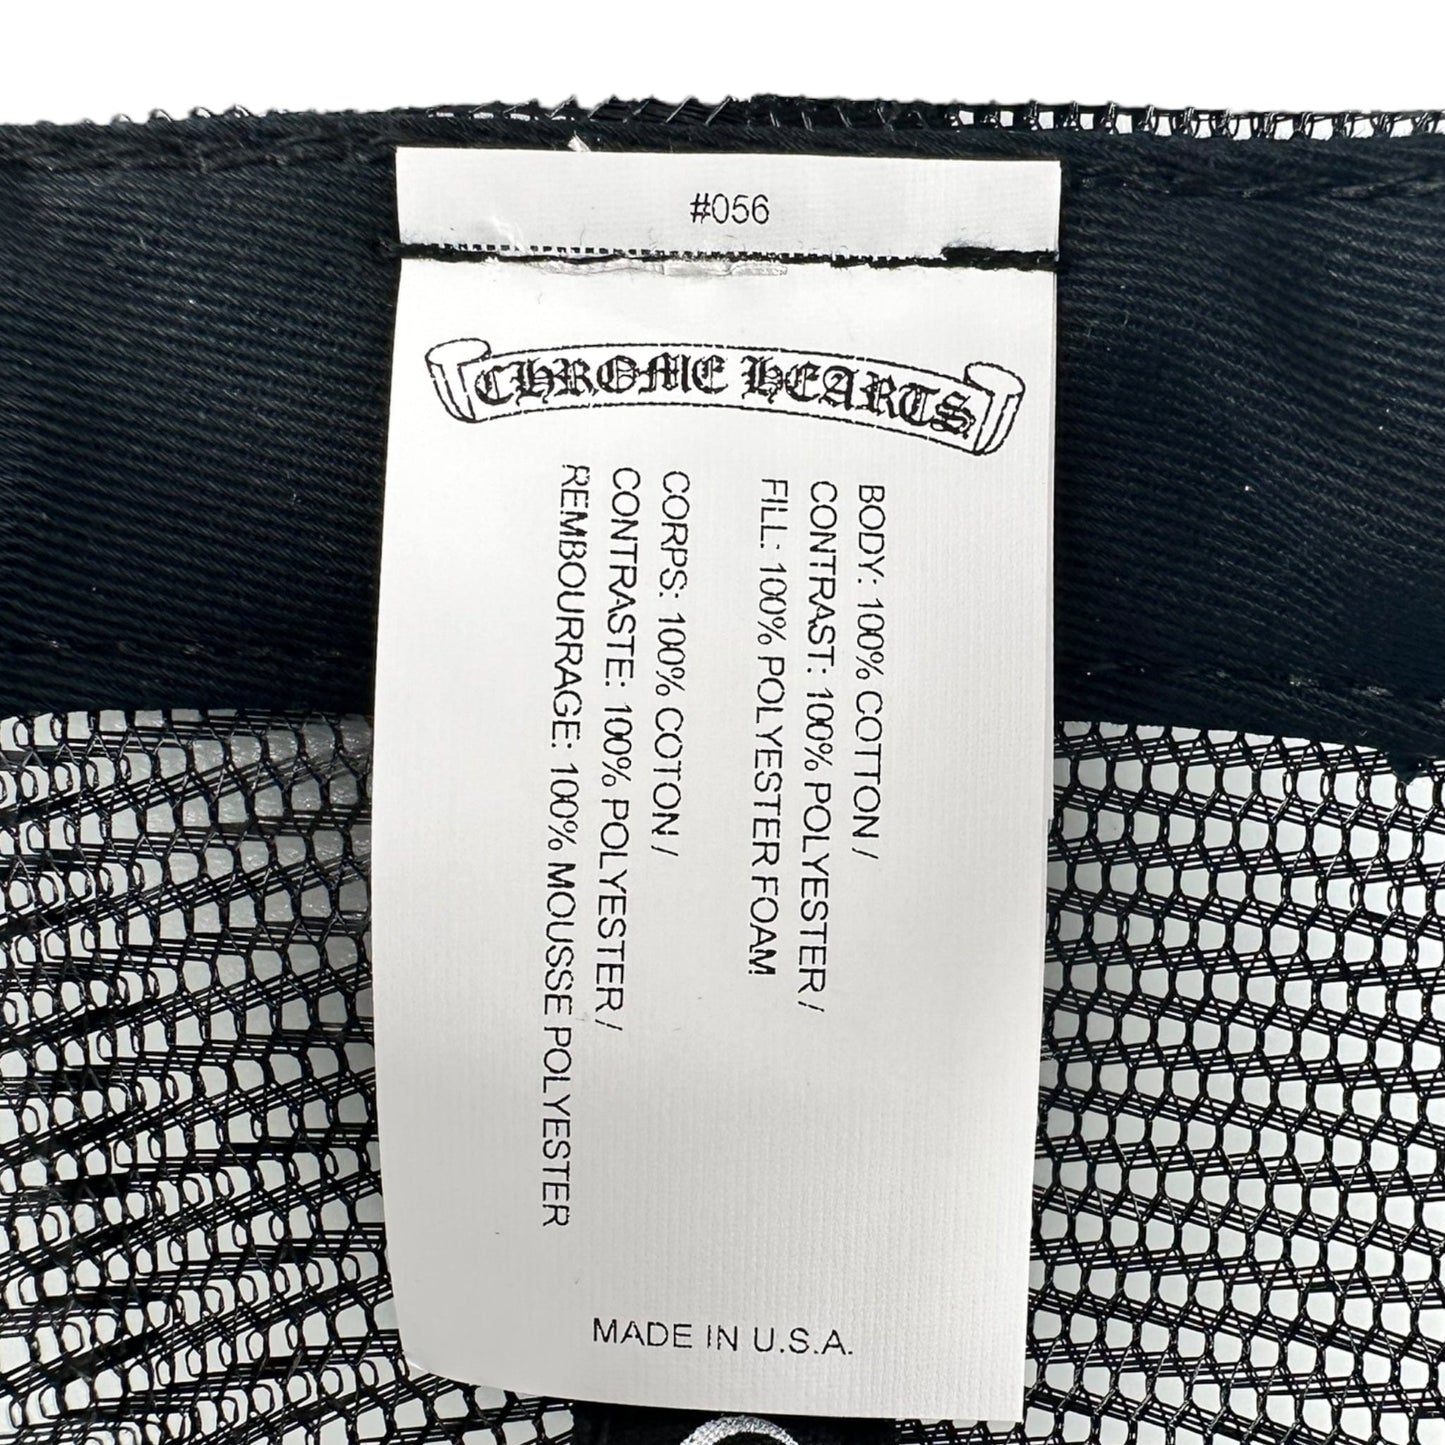 #056
CHROME HEARTS
BODY: 100% COTTON /
CONTRAST: 100% POLYESTER /
FILL: 100% POLYESTER FOAM
CORPS: 100% COTON /
CONTRASTE: 100% POLYESTER /
REMBOURRAGE: 100% MOUSSE POLYESTER
MADE IN U.S.A.